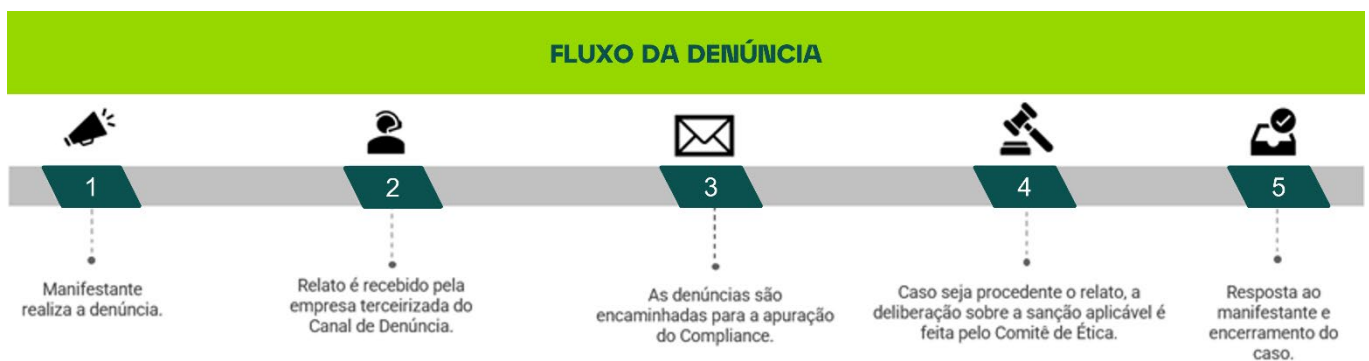 FLUXO DA DENÚNCIA
1
2
3
4
5
Manifestante
realiza a denúncia.
Relato é recebido pela
empresa terceirizada do
Canal de Denúncia.
As denúncias são
encaminhadas para a apuração
do Compliance.
Caso seja procedente o relato, a
deliberação sobre a sanção aplicável é
feita pelo Comitê de Ética.
Resposta ao
manifestante e
encerramento do
caso.